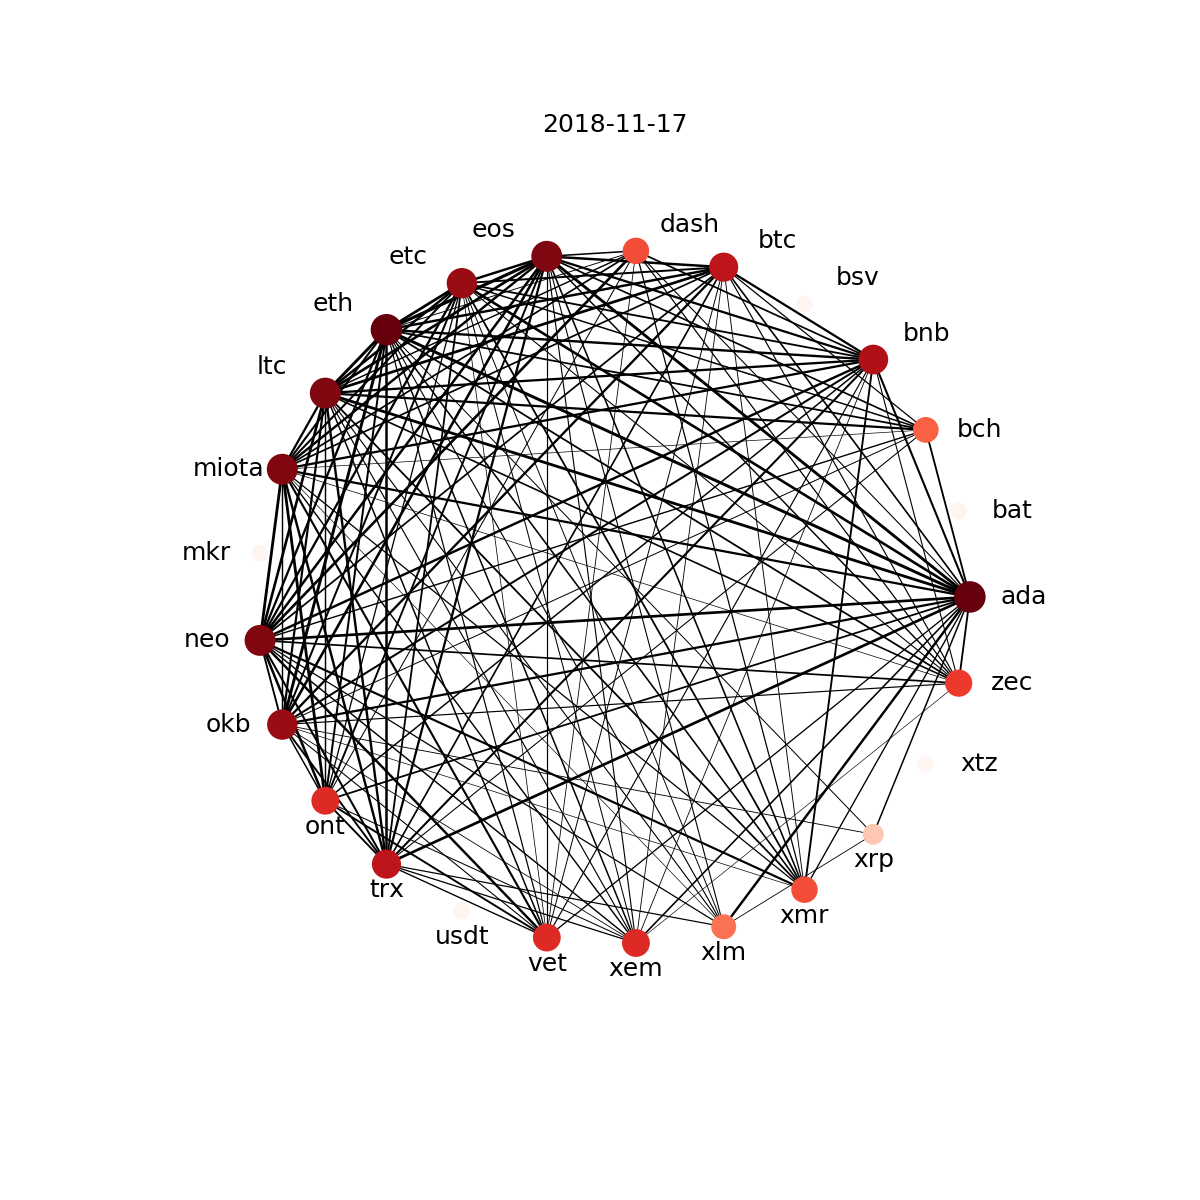 2018-11-17
dash
eos
btc
etc
bsv
eth
bnb
ltc
bch
miota
bat
mkr
ada
neo
zec
okb
xtz
ont
xrp
trx
xmr
usdt
xlm
vet
xem